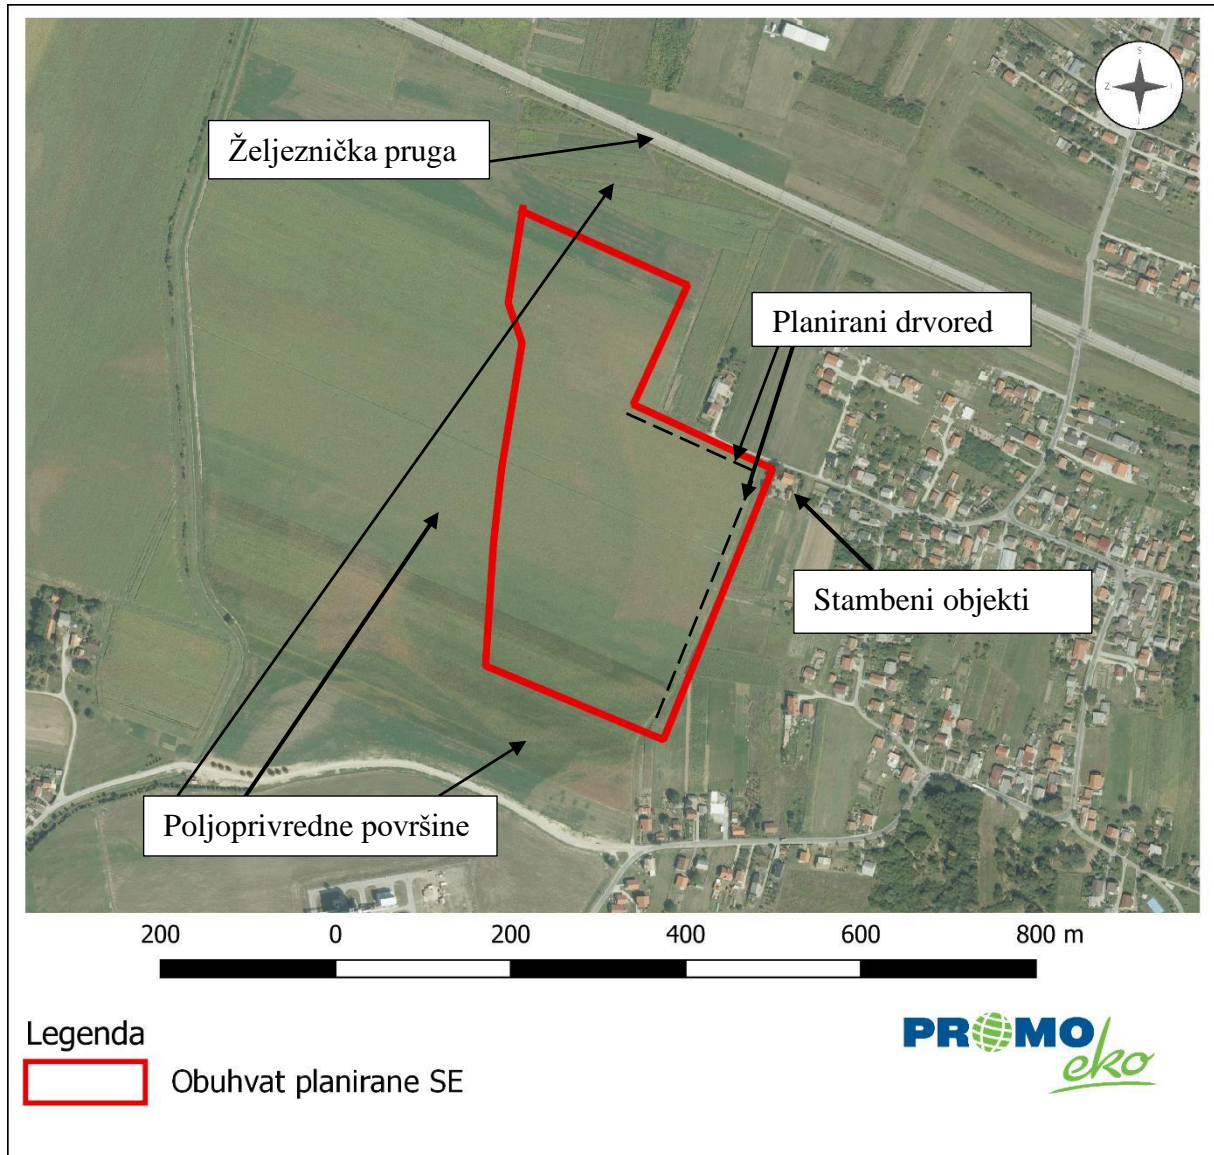 S
Z
I
J
Željeznička pruga
Planirani drvored
Stambeni objekti
Poljoprivredne površine
200 0 200 400 600 800 m
Legenda
Obuhvat planirane SE
PROMO
eko